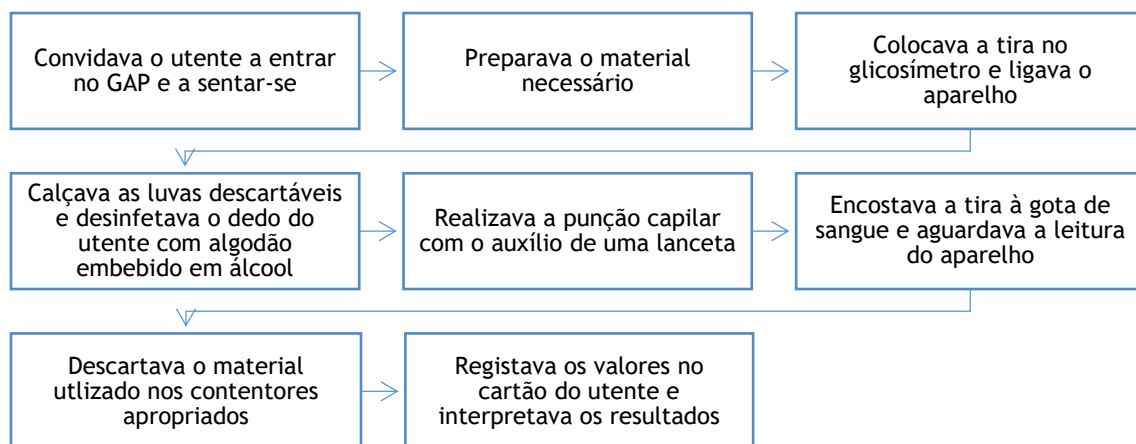 Convidava o utente a entrar
no GAP e a sentar-se
Preparava o material
necessário
Colocava a tira no
glicosímetro e ligava o
aparelho
Calçava as luvas descartáveis
e desinfetava o dedo do
utente com algodão
embebido em álcool
Realizava a punção capilar
com o auxílio de uma lanceta
Encostava a tira à gota de
sangue e aguardava a leitura
do aparelho
Descartava o material
utlizado nos contentores
apropriados
Registava os valores no
cartão do utente e
interpretava os resultados